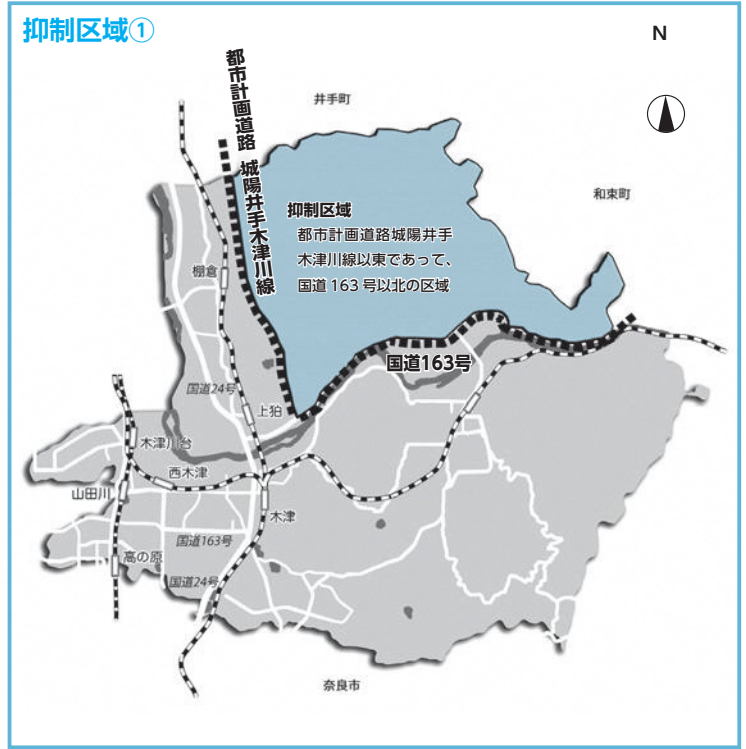 抑制区域①
N
井手町
和束町
都市計画道路 城陽井手木津川線
抑制区域
都市計画道路城陽井手
木津川線以東であって、
国道163号以北の区域
棚倉
国道163号
国道24号
上狛
木津川台
西木津
山田川
木津
国道163号
高の原
国道24号
奈良市